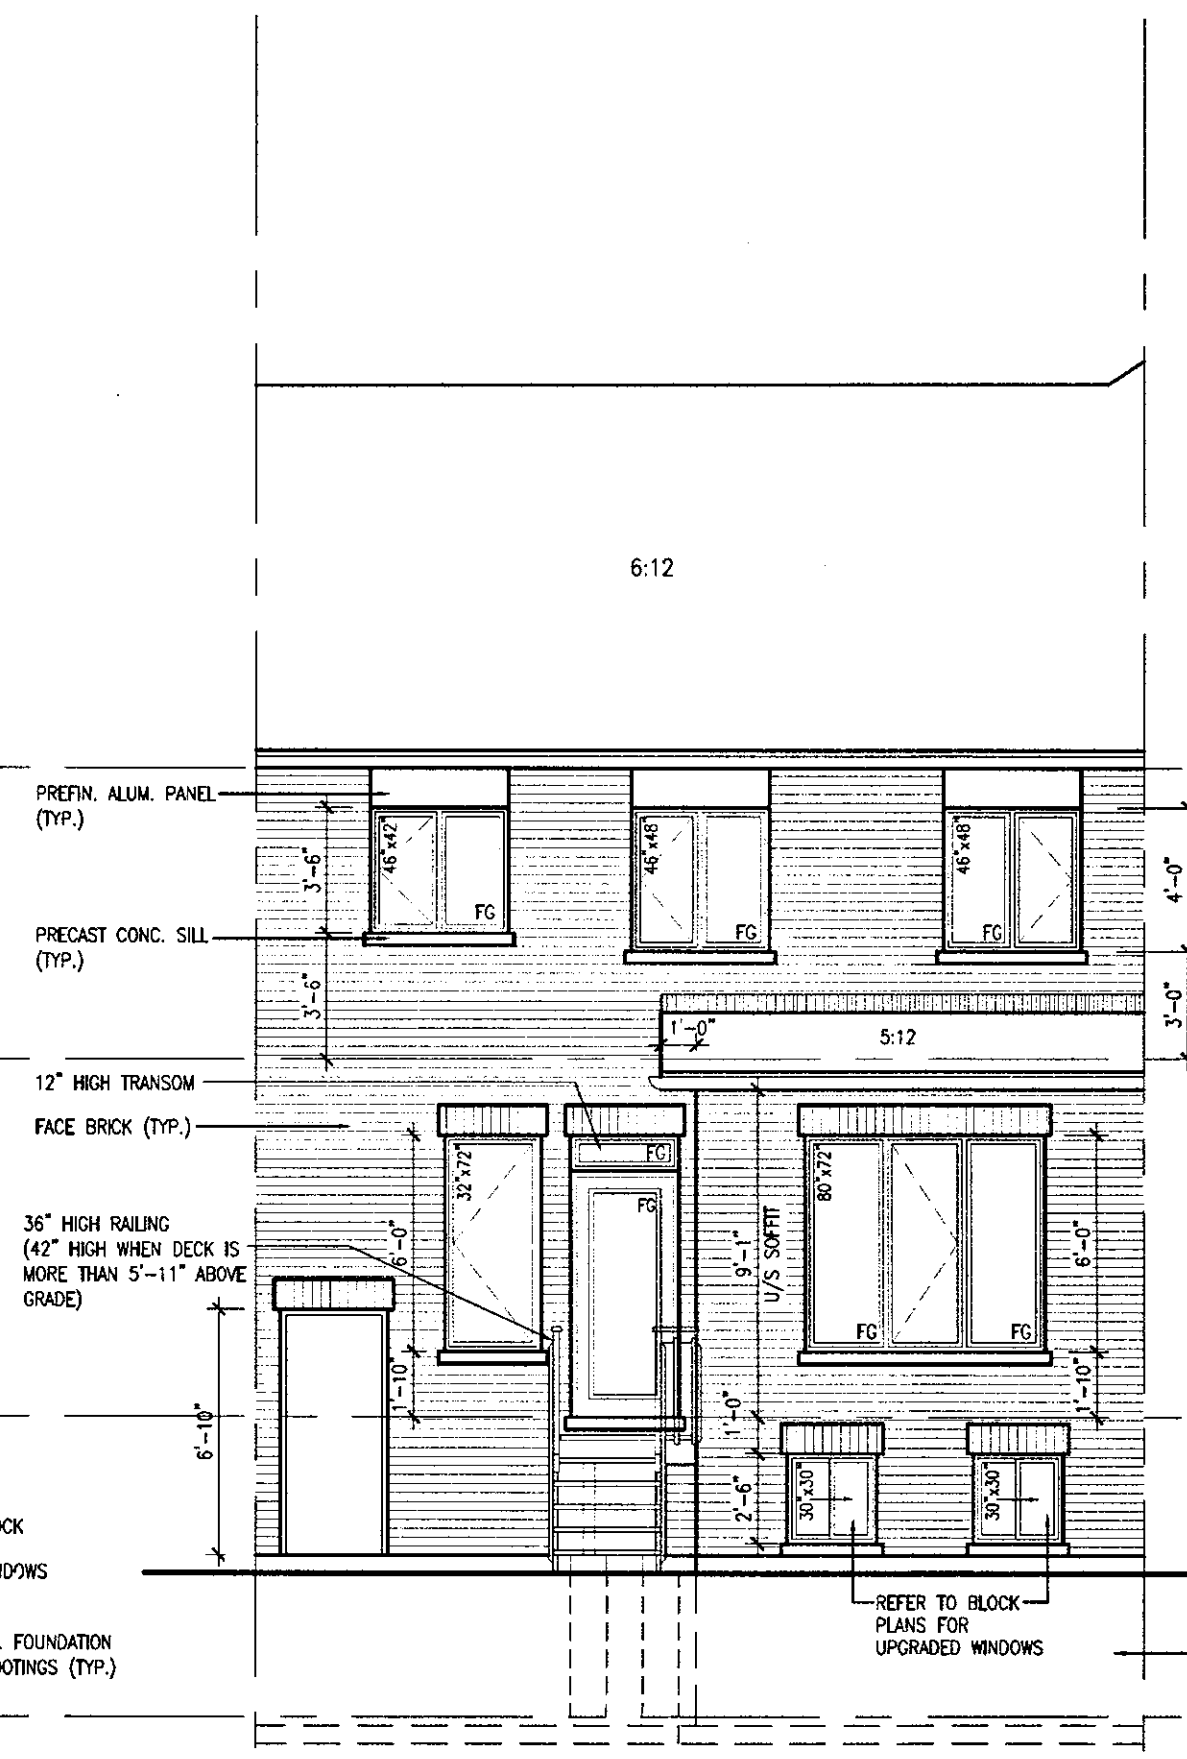 6:12
PREFIN. ALUM. PANEL
(TYP.)
46"x42"
46"x48"
46"x48"
3'-6"
4'-0"
FG
FG
FG
PRECAST CONC. SILL
(TYP.)
3'-6"
3'-0"
1'-0"
5:12
12" HIGH TRANSOM
FACE BRICK (TYP.)
FG
32"x72"
80"x72"
FG
36" HIGH RAILING
(42" HIGH WHEN DECK IS
MORE THAN 5'-11" ABOVE
GRADE)
6'-0"
9'-1"
U/S SOFFIT
6'-0"
FG
FG
1'-10"
1'-10"
6'-10"
1'-0"
2'-6"
30"x30"
30"x30"
OCK
NDOWS
REFER TO BLOCK
PLANS FOR
UPGRADED WINDOWS
. FOUNDATION
OOTINGS (TYP.)